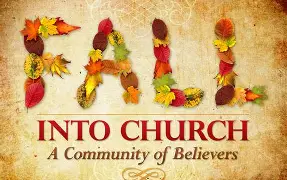 FALL
INTO CHURCH
A Community of Believers